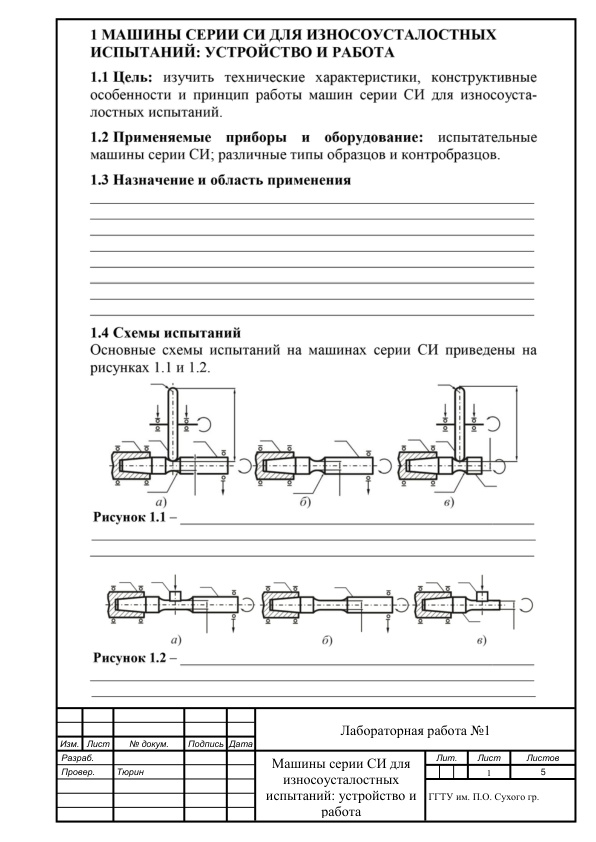 1 МАШИНЫ СЕРИИ СИ ДЛЯ ИЗНОСОУСТАЛОСТНЫХ
ИСПЫТАНИЙ: УСТРОЙСТВО И РАБОТА
1.1 Цель: изучить технические характеристики, конструктивные
особенности и принцип работы машин серии СИ для износоуста-
лостных испытаний.
1.2 Применяемые приборы и оборудование: испытательные
машины серии СИ; различные типы образцов и контробразцов.
1.3 Назначение и область применения
1.4 Схемы испытаний
Основные схемы испытаний на машинах серии СИ приведены на
рисунках 1.1 и 1.2.
а) б) в)
Рисунок 1.1 –
а) б) в)
Рисунок 1.2 –
Лабораторная работа №1
Изм. Лист № докум. Подпись Дата
Разраб.
Провер. Тюрин
Машины серии СИ для
износоусталостных
испытаний: устройство и
работа
Лит. Лист Листов
1 5
ГГТУ им. П.О. Сухого гр.